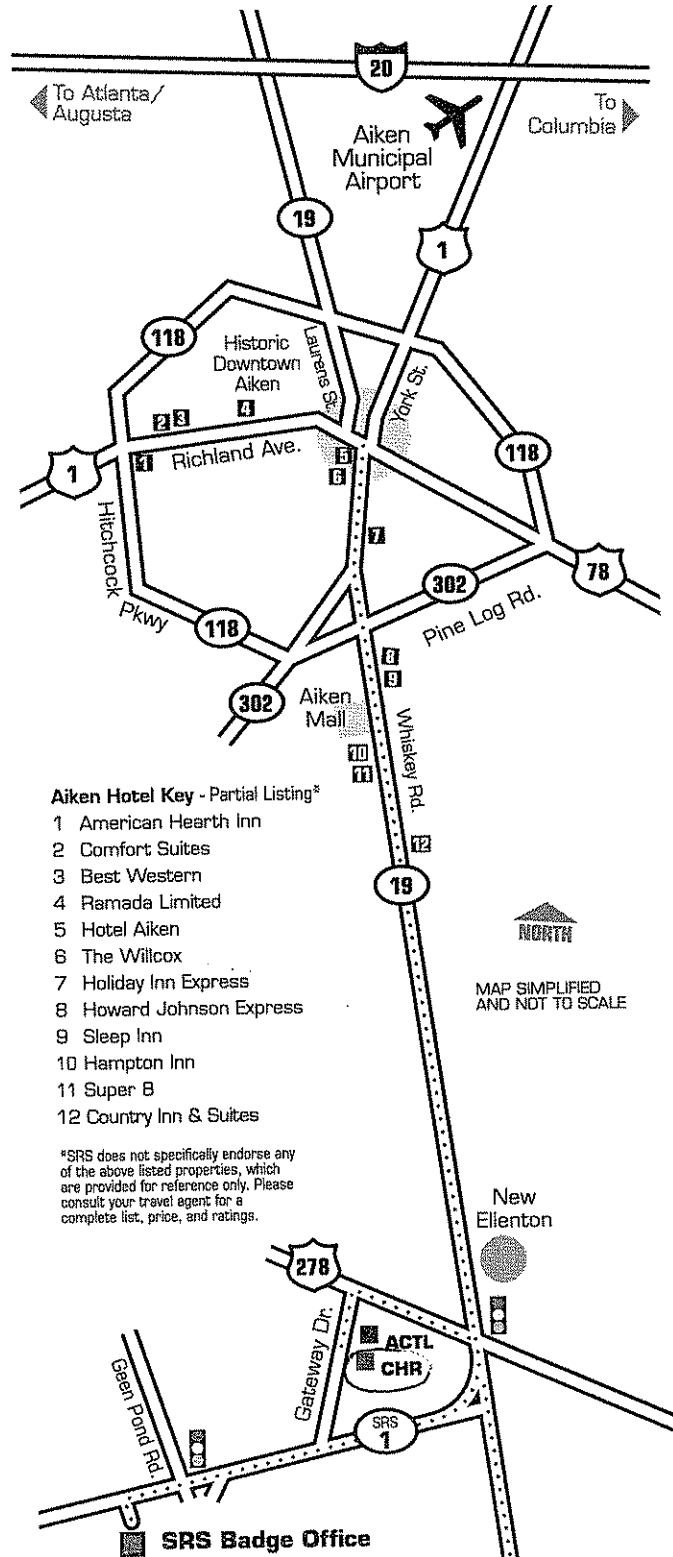 20
To Atlanta/
Augusta
To
Columbia
Aiken
Municipal
Airport
19
1
118
Historic
Downtown
Aiken
Laurens St.
York St.
2 3
4
118
1
1
Richland Ave.
5
6
Hitchcock Pkwy
7
78
302
118
Pine Log Rd.
8
9
302
Aiken
Mall
Whiskey Rd.
10
11
12
19
Aiken Hotel Key - Partial Listing*
1 American Hearth Inn
2 Comfort Suites
3 Best Western
4 Ramada Limited
5 Hotel Aiken
6 The Willcox
7 Holiday Inn Express
8 Howard Johnson Express
9 Sleep Inn
10 Hampton Inn
11 Super 8
12 Country Inn & Suites
NORTH
MAP SIMPLIFIED
AND NOT TO SCALE
*SRS does not specifically endorse any
of the above listed properties, which
are provided for reference only. Please
consult your travel agent for a
complete list, price, and ratings.
New
Ellenton
278
Gateway Dr.
ACTL
CHR
Geen Pond Rd.
SRS
1
SRS Badge Office